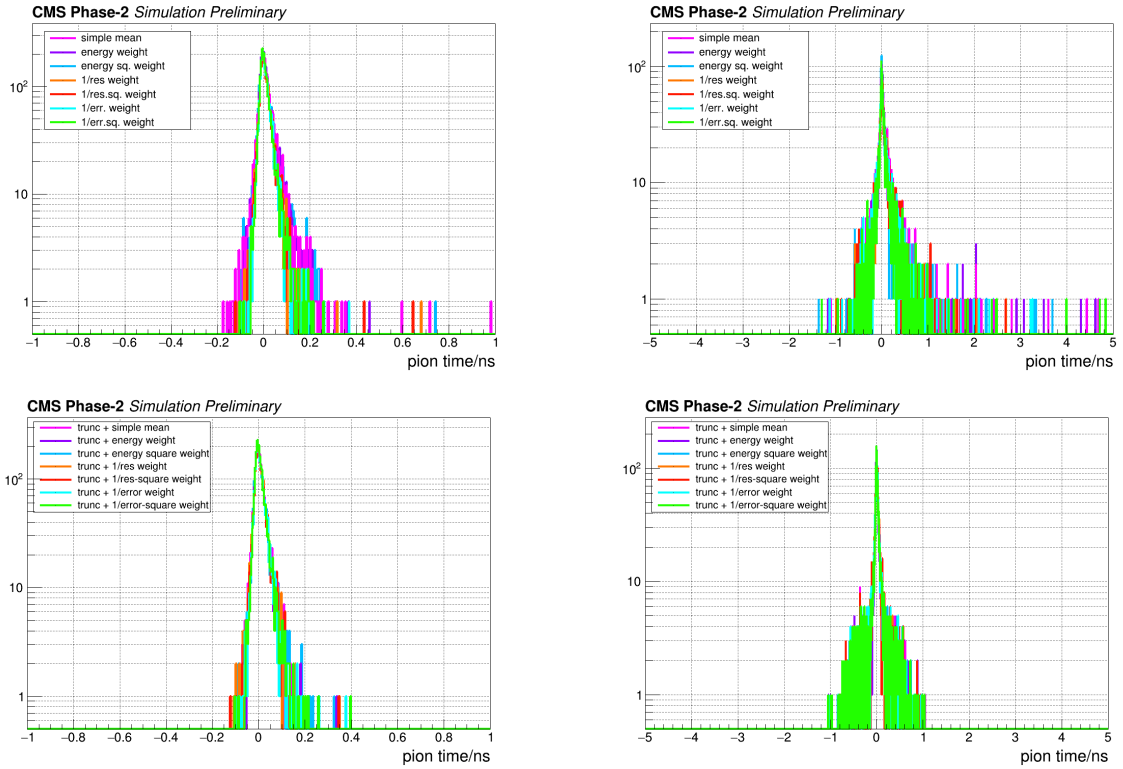 CMS Phase-2 Simulation Preliminary
simple mean
energy weight
energy sq. weight
1/res weight
1/res.sq. weight
1/err. weight
1/err.sq. weight
10²
10
1
−1 −0.8 −0.6 −0.4 −0.2 0 0.2 0.4 0.6 0.8 1
pion time/ns
CMS Phase-2 Simulation Preliminary
simple mean
energy weight
energy sq. weight
1/res weight
1/res.sq. weight
1/err. weight
1/err.sq. weight
10²
10
1
−5 −4 −3 −2 −1 0 1 2 3 4 5
pion time/ns
CMS Phase-2 Simulation Preliminary
trunc + simple mean
trunc + energy weight
trunc + energy square weight
trunc + 1/res weight
trunc + 1/res-square weight
trunc + 1/error weight
trunc + 1/error-square weight
10²
10
1
−1 −0.8 −0.6 −0.4 −0.2 0 0.2 0.4 0.6 0.8 1
pion time/ns
CMS Phase-2 Simulation Preliminary
trunc + simple mean
trunc + energy weight
trunc + energy square weight
trunc + 1/res weight
trunc + 1/res-square weight
trunc + 1/error weight
trunc + 1/error-square weight
10²
10
1
−5 −4 −3 −2 −1 0 1 2 3 4 5
pion time/ns